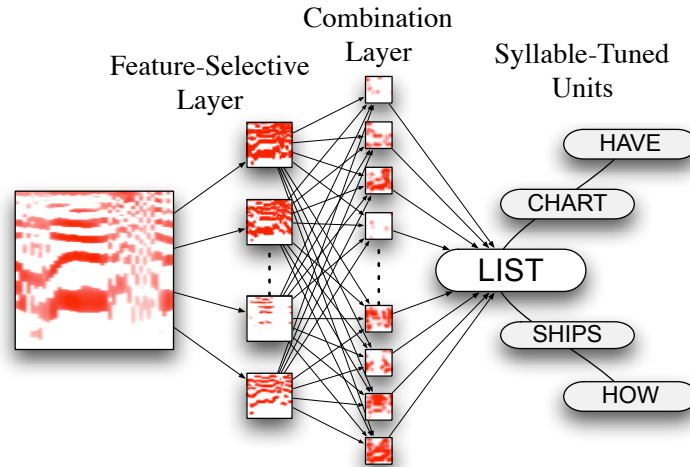 Combination
Layer
Feature-Selective
Layer
Syllable-Tuned
Units
HAVE
CHART
LIST
SHIPS
HOW